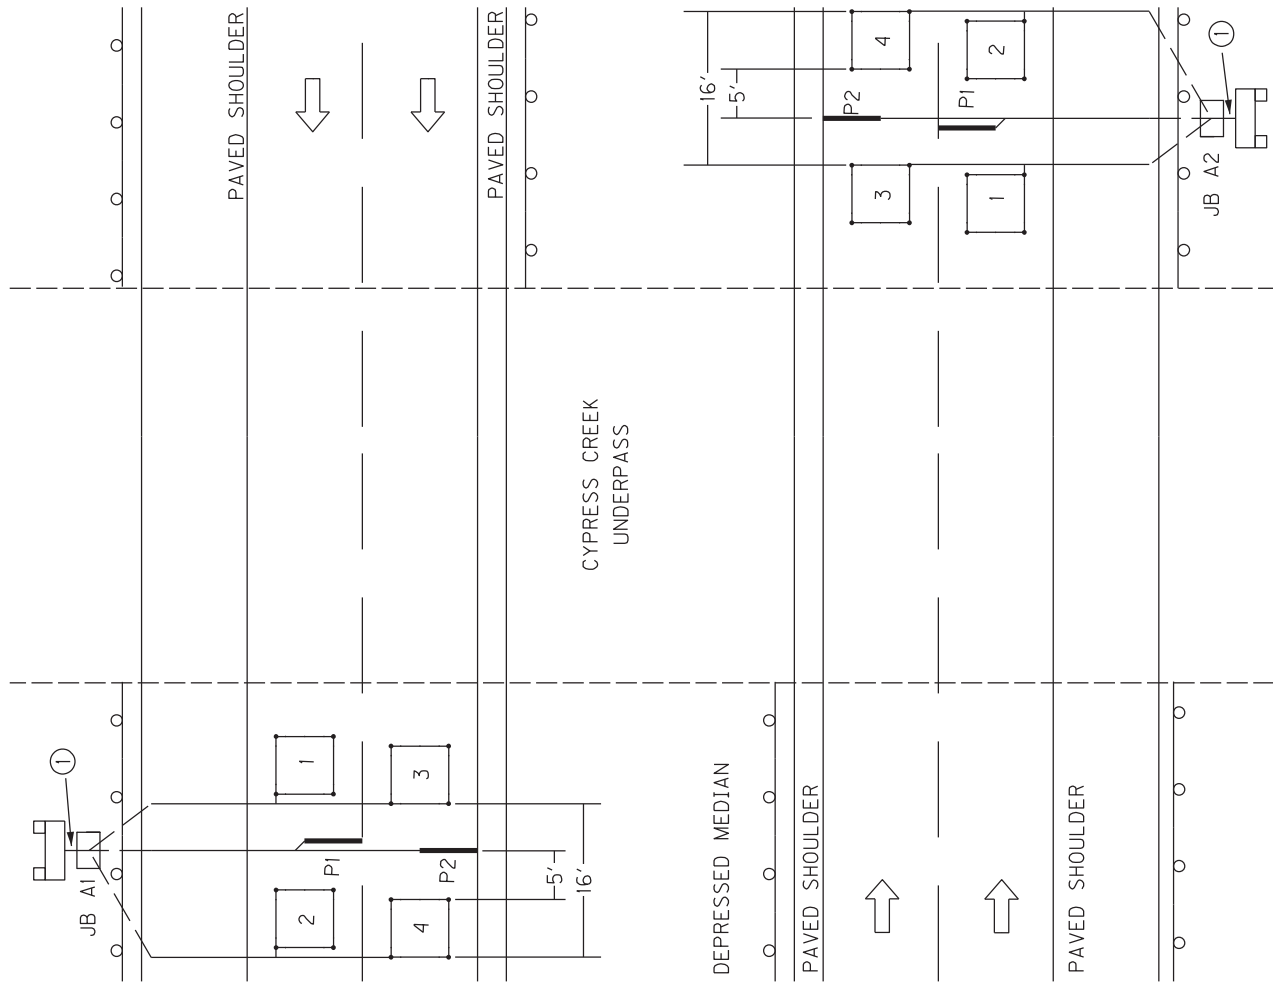 PAVED SHOULDER
PAVED SHOULDER
16'
5'
P2
4
P1
2
1
3
1
JB A2
CYPRESS CREEK
UNDERPASS
1
1
3
JB A1
P1
P2
2
4
5'
16'
DEPRESSED MEDIAN
PAVED SHOULDER
PAVED SHOULDER